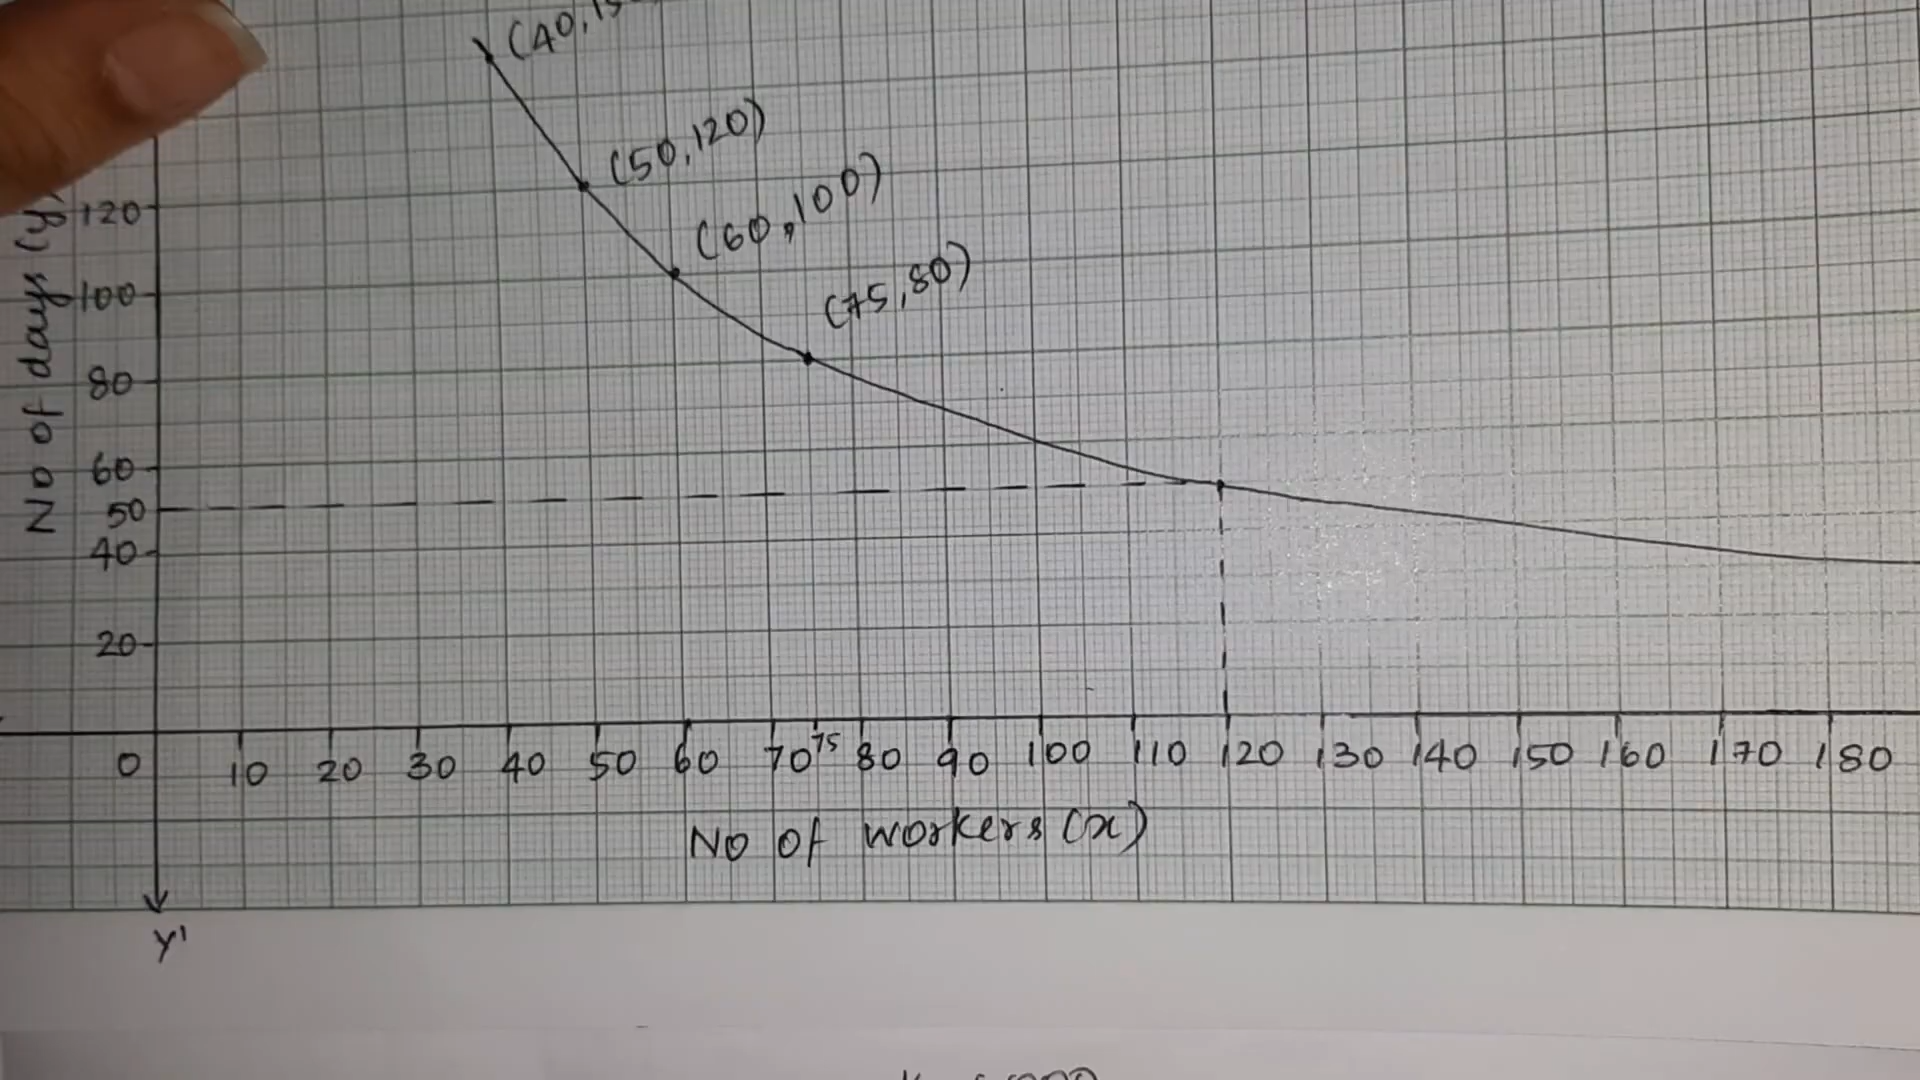 (50,120)
(60,100)
(75,80)
No of days (y)
120
100
80
60
50
40
20
0 10 20 30 40 50 60 70 75 80 90 100 110 120 130 140 150 160 170 180
No of workers (x)
Y'